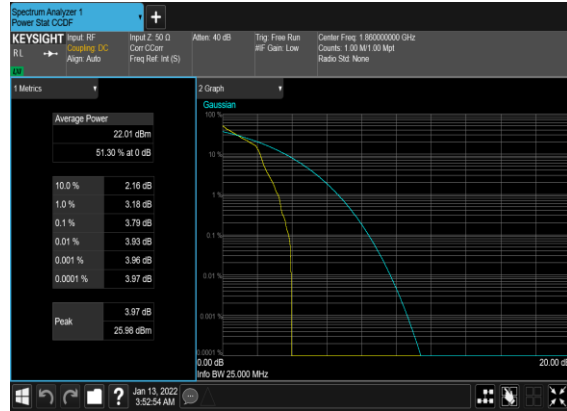 Spectrum Analyzer 1
Power Stat CCDF
+
KEYSIGHT
RL
Input: RF
Coupling: DC
Align: Auto
Input Z: 50 Ω
Corr CCorr
Freq Ref: Int (S)
Atten: 40 dB
Trig: Free Run
#IF Gain: Low
Center Freq: 1.860000000 GHz
Counts: 1.00 M/1.00 Mpt
Radio Std: None
1 Metrics
Average Power
22.01 dBm
51.30 % at 0 dB
10.0 % 2.16 dB
1.0 % 3.18 dB
0.1 % 3.79 dB
0.01 % 3.93 dB
0.001 % 3.96 dB
0.0001 % 3.97 dB
Peak 3.97 dB
25.98 dBm
2 Graph
Gaussian
100 %
10 %
1 %
0.1 %
0.01 %
0.001 %
0.0001 %
0.00 dB
20.00 dB
Info BW 25.000 MHz
?
Jan 13, 2022
3:52:54 AM